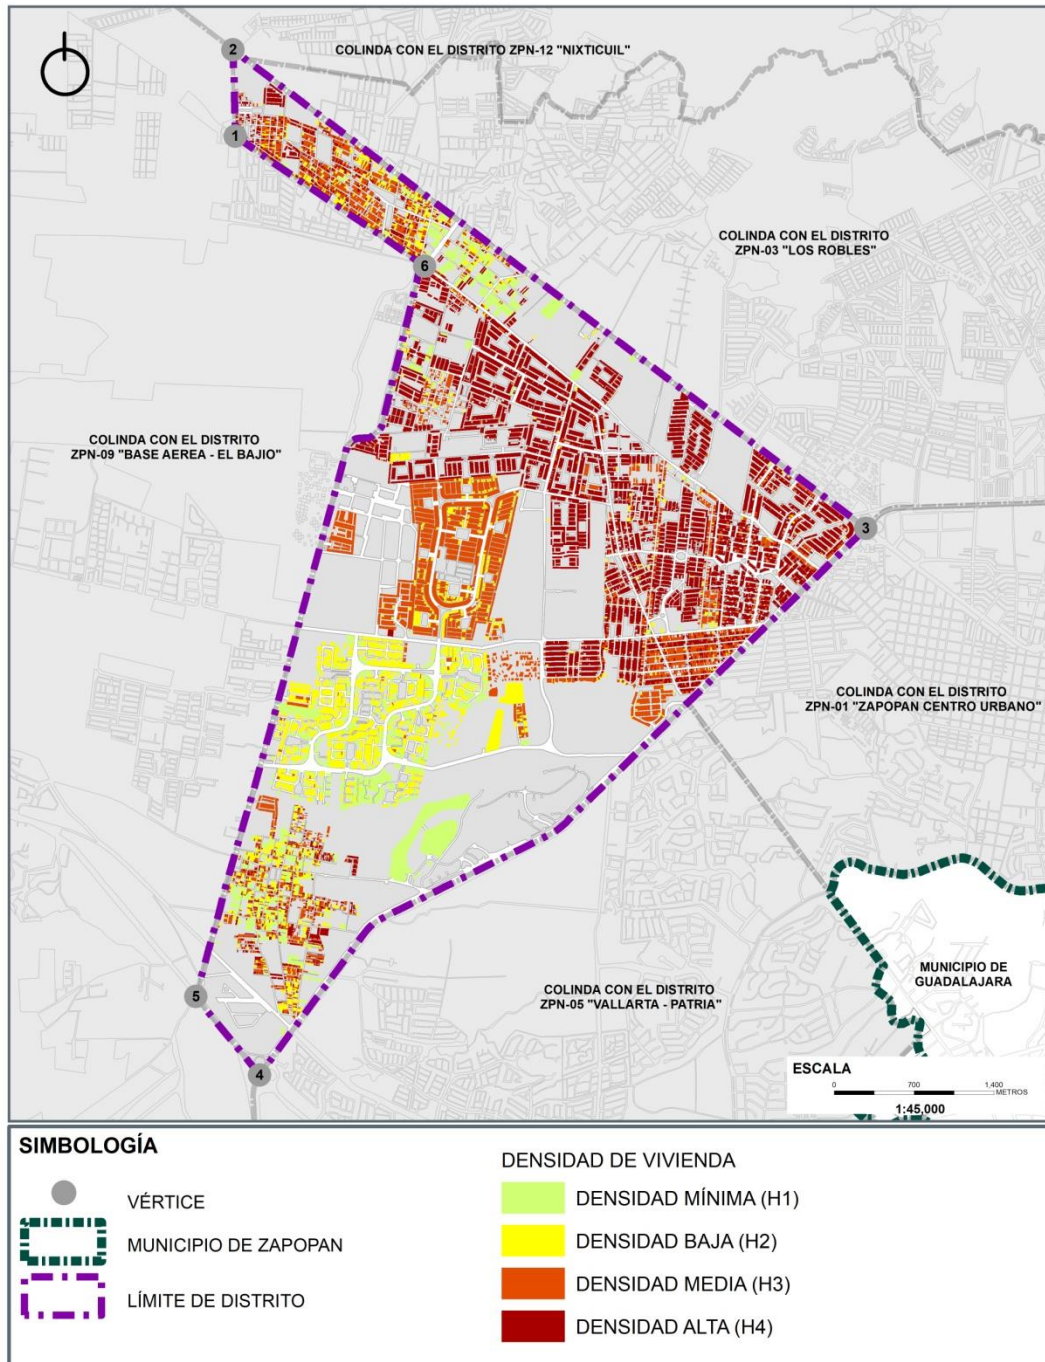 2
COLINDA CON EL DISTRITO ZPN-12 "NIXTICUIL"
1
COLINDA CON EL DISTRITO
ZPN-03 "LOS ROBLES"
6
COLINDA CON EL DISTRITO
ZPN-09 "BASE AEREA - EL BAJIO"
3
COLINDA CON EL DISTRITO
ZPN-01 "ZAPOPAN CENTRO URBANO"
5
COLINDA CON EL DISTRITO
ZPN-05 "VALLARTA - PATRIA"
MUNICIPIO DE
GUADALAJARA
4
ESCALA
0 700 1,400
METROS
1:45,000
SIMBOLOGÍA
VÉRTICE
MUNICIPIO DE ZAPOPAN
LÍMITE DE DISTRITO
DENSIDAD DE VIVIENDA
DENSIDAD MÍNIMA (H1)
DENSIDAD BAJA (H2)
DENSIDAD MEDIA (H3)
DENSIDAD ALTA (H4)